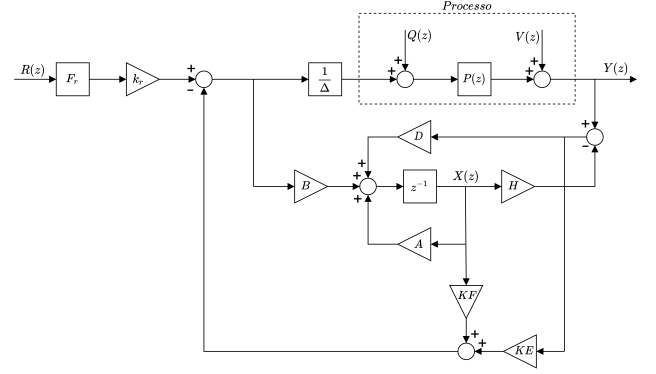 Processo
Q(z) V(z)
+ +
R(z) F_r k_r + - 1/Δ + P(z) + Y(z)
D + -
+ + + B z^{-1} X(z) H
A
KF
+ + KE